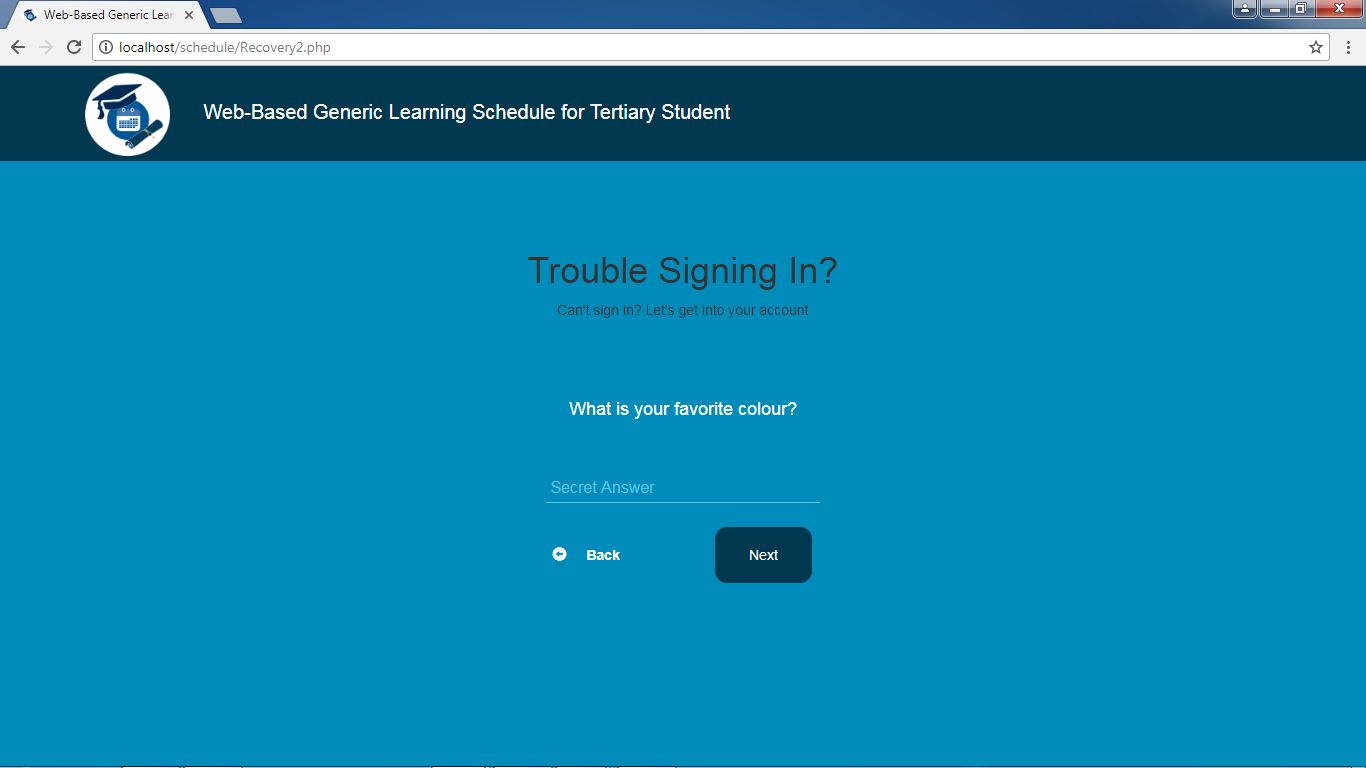 Web-Based Generic Lear
localhost/schedule/Recovery2.php
Web-Based Generic Learning Schedule for Tertiary Student
Trouble Signing In?
Can't sign in? Let's get into your account
What is your favorite colour?
Secret Answer
Back
Next